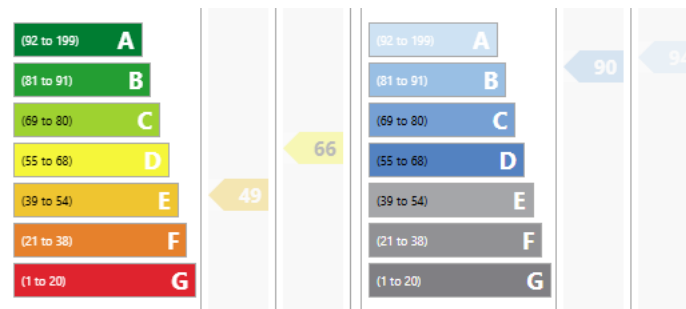 (92 to 199) A
(81 to 91) B
(69 to 80) C
(55 to 68) D
(39 to 54) E
(21 to 38) F
(1 to 20) G
49
66
(92 to 199) A
(81 to 91) B
(69 to 80) C
(55 to 68) D
(39 to 54) E
(21 to 38) F
(1 to 20) G
90
94